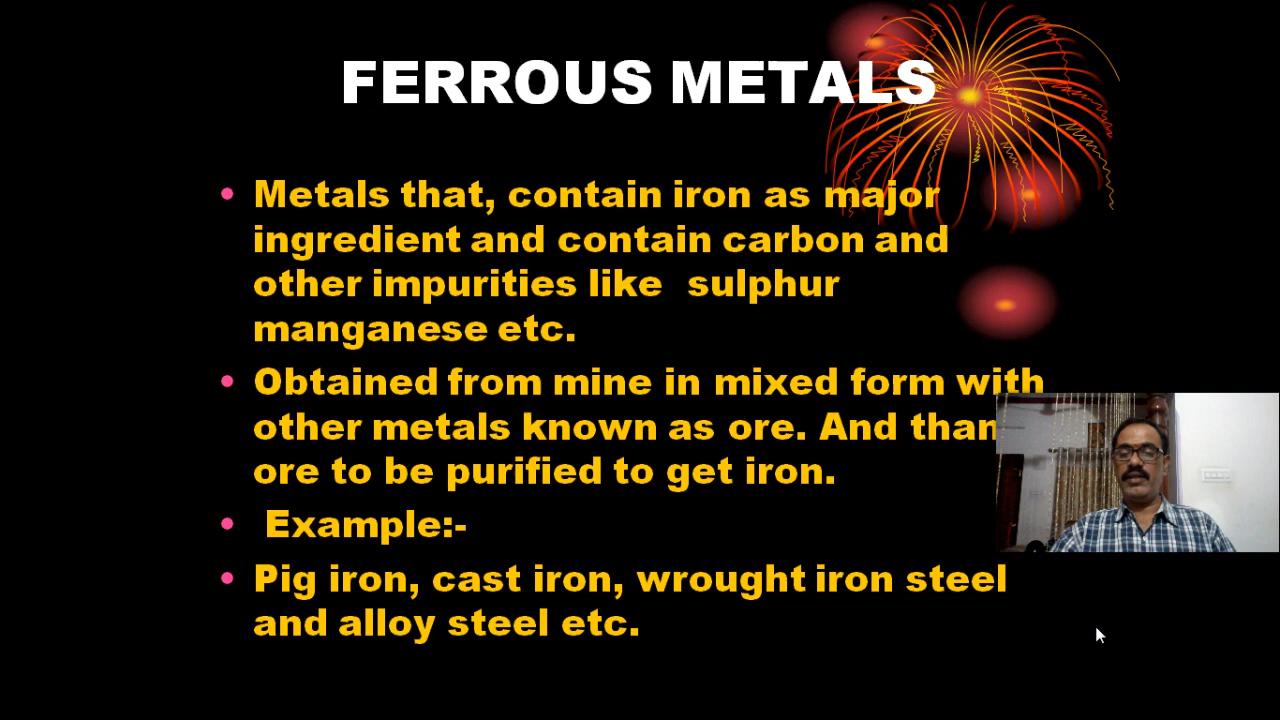 FERROUS METALS
• Metals that, contain iron as major
ingredient and contain carbon and
other impurities like  sulphur
manganese etc.
• Obtained from mine in mixed form with
other metals known as ore. And than
ore to be purified to get iron.
•  Example:-
• Pig iron, cast iron, wrought iron steel
and alloy steel etc.